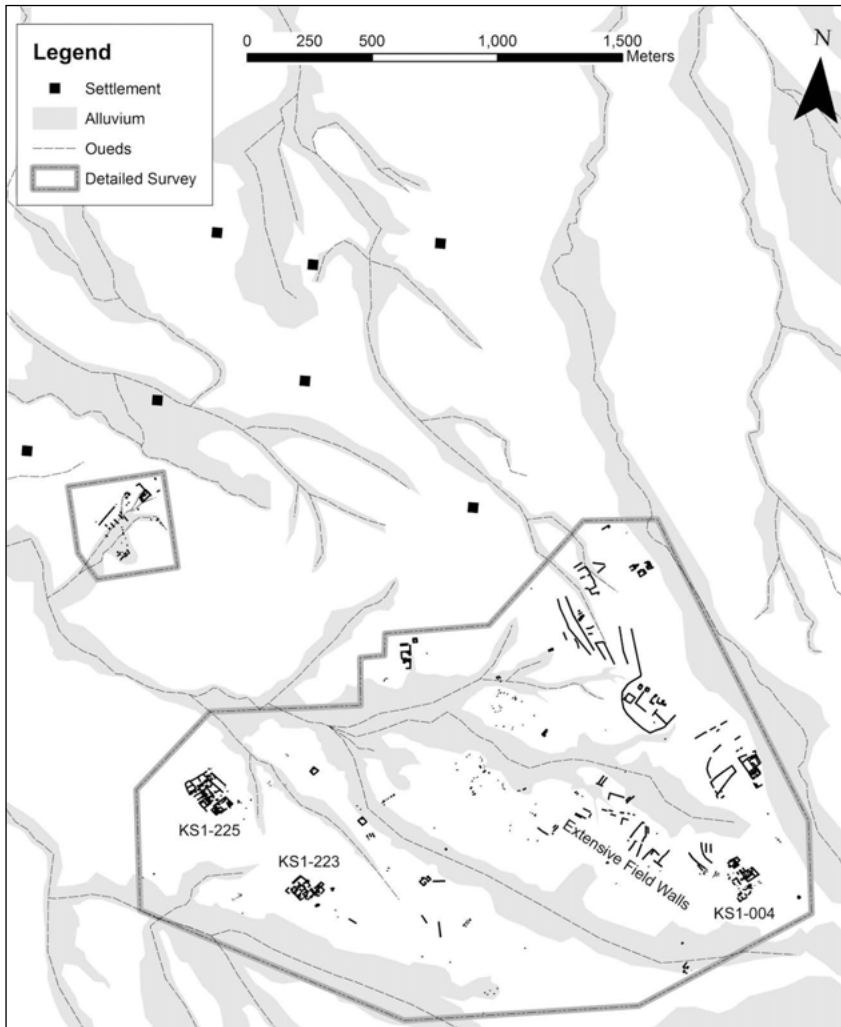 Legend
Settlement
Alluvium
Oueds
Detailed Survey
0 250 500 1,000 1,500
Meters
N
KS1-225
KS1-223
Extensive Field Walls
KS1-004